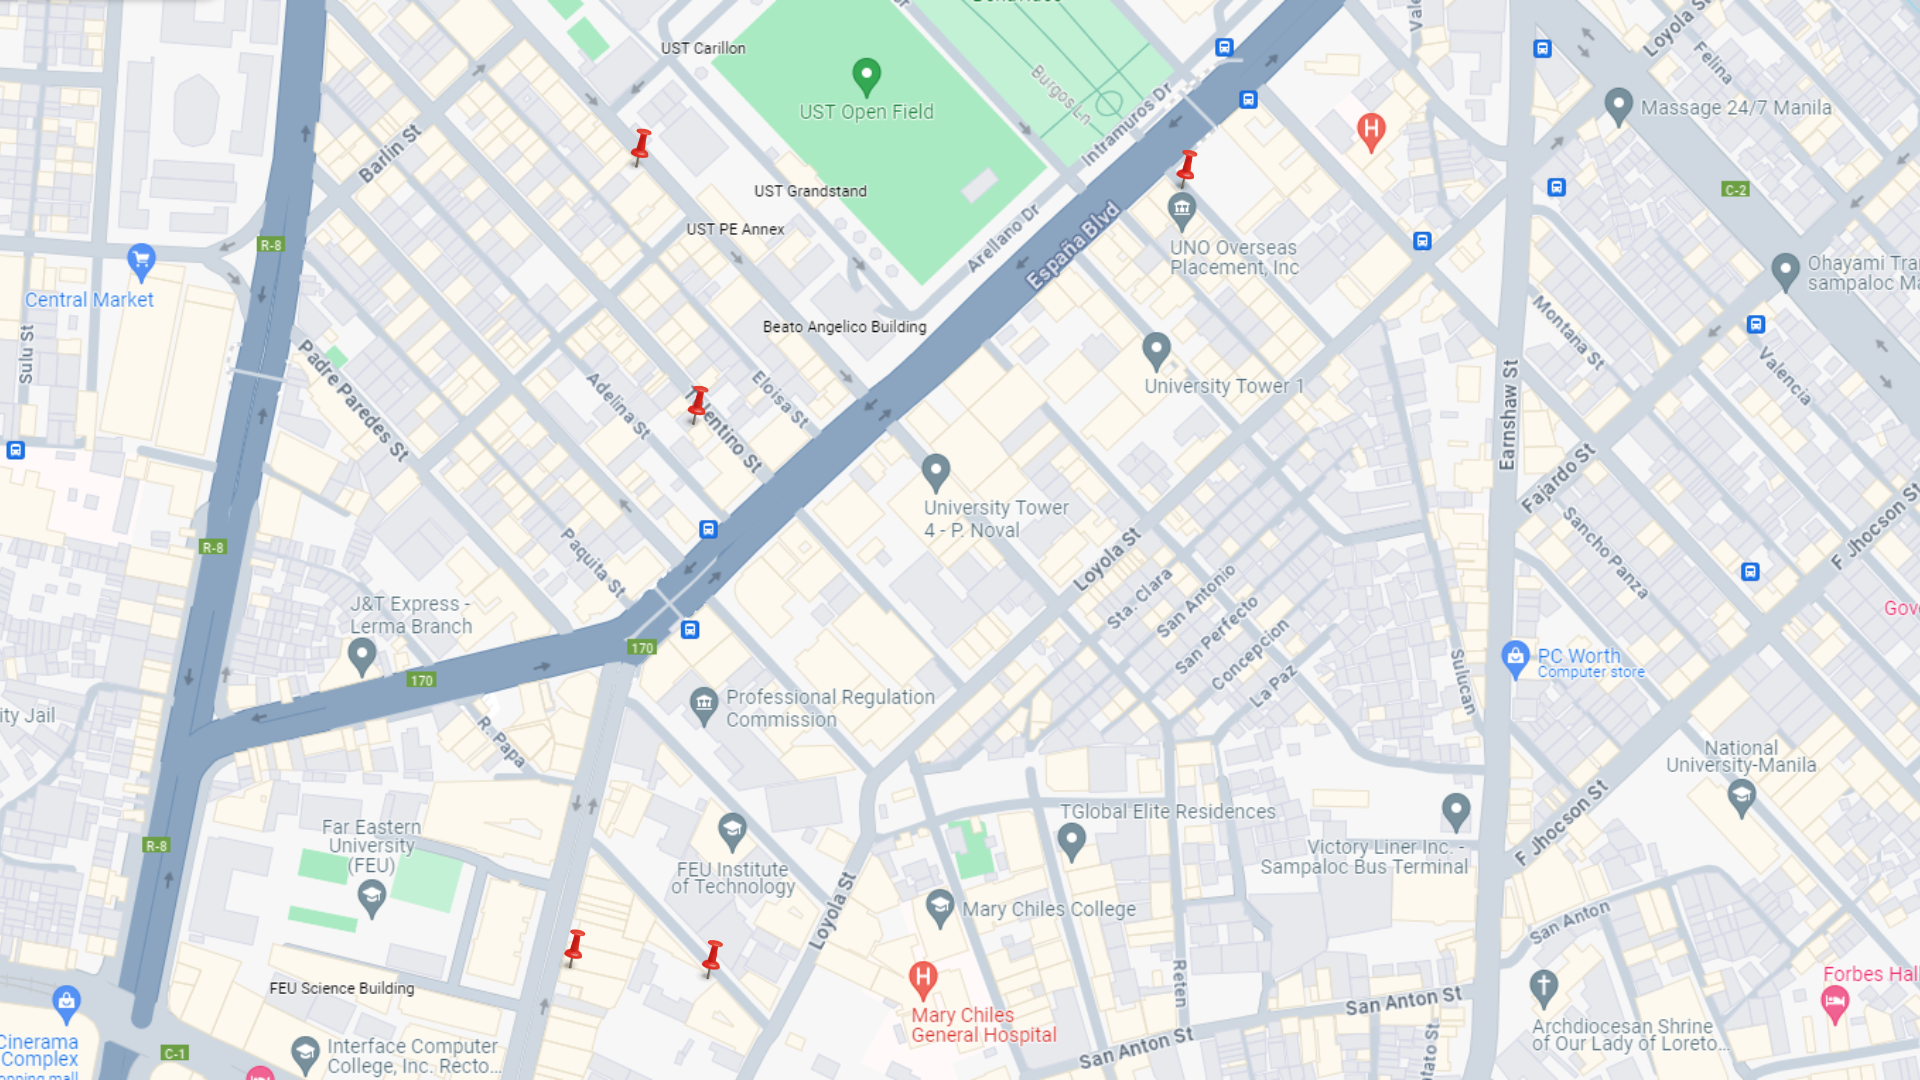 Bonavides
Loyola St
Felina
UST Carillon
Burgos Ln
Intramuros Dr
UST Open Field
Massage 24/7 Manila
Barlin St
UST Grandstand
C-2
UST PE Annex
Arellano Dr
España Blvd
R-8
UNO Overseas
Placement, Inc
Central Market
Beato Angelico Building
Sulu St
Padre Paredes St
Adelina St
Eloisa St
University Tower 1
Montana St
Valencia
Earnshaw St
Fajardo St
F Jhocson St
Sancho Panza
University Tower
4 - P. Noval
R-8
Paquita St
Loyola St
Sta. Clara
San Antonio
San Perfecto
Concepcion
La Paz
Sulucan
J&T Express -
Lerma Branch
170
170
PC Worth
Computer store
Professional Regulation
Commission
R. Papa
National
University-Manila
TGlobal Elite Residences
Far Eastern
University
(FEU)
R-8
FEU Institute
of Technology
Victory Liner Inc. -
Sampaloc Bus Terminal
F Jhocson St
Loyola St
Mary Chiles College
San Anton
FEU Science Building
Reten
San Anton St
Forbes Hal
Mary Chiles
General Hospital
San Anton St
Archdiocesan Shrine
of Our Lady of Loreto...
Cinerama
Complex
C-1
Interface Computer
College, Inc. Recto...